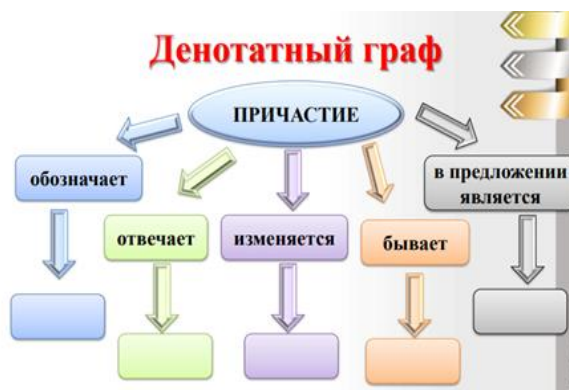 Денотатный граф
ПРИЧАСТИЕ
обозначает
отвечает
изменяется
бывает
в предложении
является